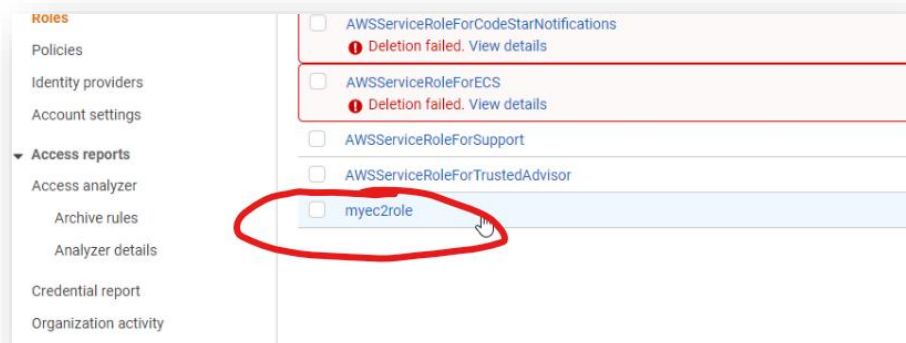 Roles
Policies
Identity providers
Account settings
Access reports
Access analyzer
Archive rules
Analyzer details
Credential report
Organization activity
AWSServiceRoleForCodeStarNotifications
Deletion failed. View details
AWSServiceRoleForECS
Deletion failed. View details
AWSServiceRoleForSupport
AWSServiceRoleForTrustedAdvisor
myec2role